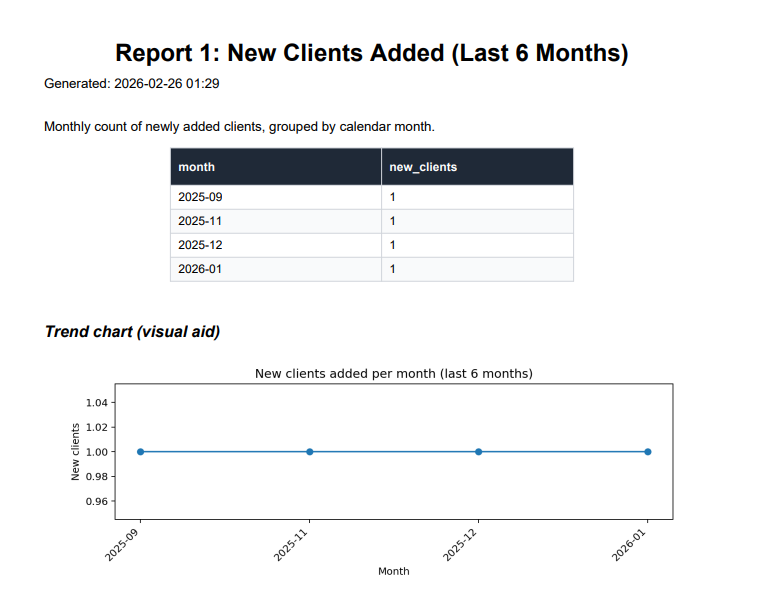 Report 1: New Clients Added (Last 6 Months)
Generated: 2026-02-26 01:29
Monthly count of newly added clients, grouped by calendar month.
month new_clients
2025-09 1
2025-11 1
2025-12 1
2026-01 1
Trend chart (visual aid)
New clients added per month (last 6 months)
New clients
1.04
1.02
1.00
0.98
0.96
2025-09 2025-11 2025-12 2026-01
Month